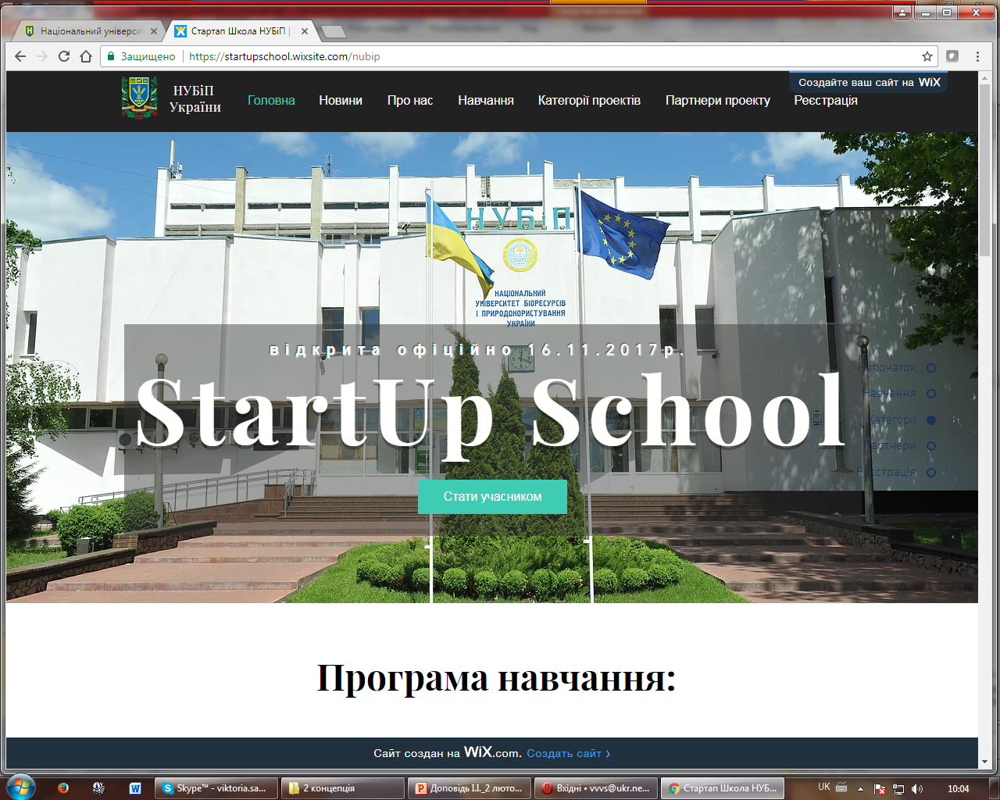 Національний універси
Стартап Школа НУБіП |
Защищено
https://startupschool.wixsite.com/nubip
Создайте ваш сайт на WiX
НУБіП
України
Головна
Новини
Про нас
Навчання
Категорії проектів
Партнери проекту
Реєстрація
НУБіП
НАЦІОНАЛЬНИЙ
УНІВЕРСИТЕТ БІОРЕСУРСІВ
І ПРИРОДОКОРИСТУВАННЯ
УКРАЇНИ
відкрита офіційно 16.11.2017р.
StartUp School
Стати учасником
Напочаток
Навчання
Категорії
Партнери
Реєстрація
Програма навчання:
Сайт создан на WiX.com. Создать сайт ›
Skype™ - viktoria.sa...
2 концепція
Доповідь І.І._2 люто...
Вхідні • vvvs@ukr.ne...
Стартап Школа НУБ...
UK
10:04